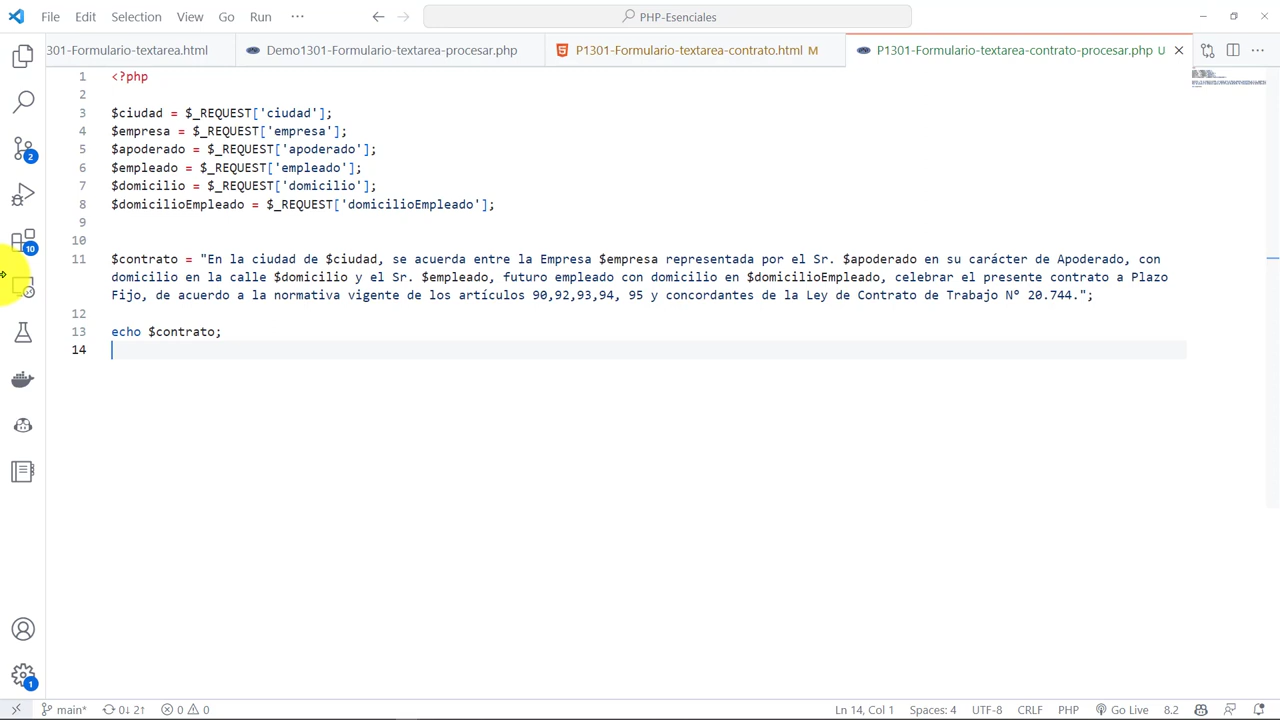 File Edit Selection View Go Run ··· PHP-Esenciales
301-Formulario-textarea.html Demo1301-Formulario-textarea-procesar.php P1301-Formulario-textarea-contrato.html M P1301-Formulario-textarea-contrato-procesar.php U
1 <?php
2
3 $ciudad = $_REQUEST['ciudad'];
4 $empresa = $_REQUEST['empresa'];
5 $apoderado = $_REQUEST['apoderado'];
6 $empleado = $_REQUEST['empleado'];
7 $domicilio = $_REQUEST['domicilio'];
8 $domicilioEmpleado = $_REQUEST['domicilioEmpleado'];
9
10
11 $contrato = "En la ciudad de $ciudad, se acuerda entre la Empresa $empresa representada por el Sr. $apoderado en su carácter de Apoderado, con
domicilio en la calle $domicilio y el Sr. $empleado, futuro empleado con domicilio en $domicilioEmpleado, celebrar el presente contrato a Plazo
Fijo, de acuerdo a la normativa vigente de los artículos 90,92,93,94, 95 y concordantes de la Ley de Contrato de Trabajo Nº 20.744.";
12
13 echo $contrato;
14
2
10
1
main* 0↓ 2↑ 0 0 Ln 14, Col 1 Spaces: 4 UTF-8 CRLF PHP Go Live 8.2